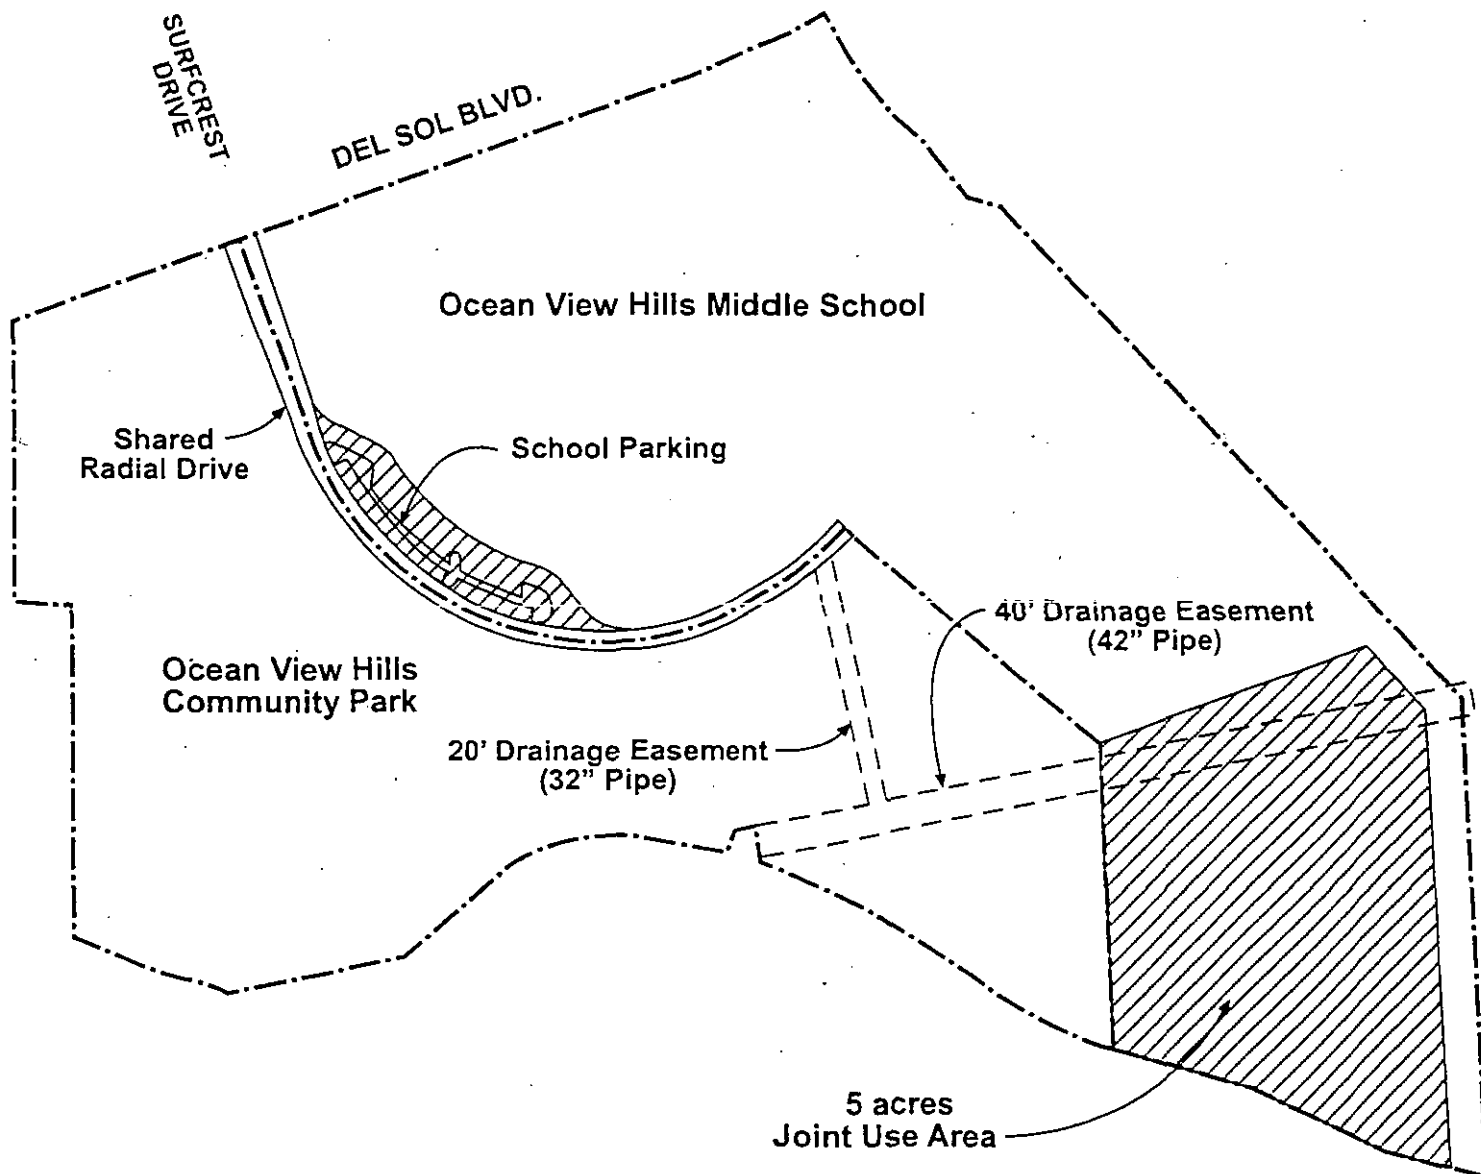 SURFCREST
DRIVE
DEL SOL BLVD.
Ocean View Hills Middle School
Shared
Radial Drive
School Parking
40' Drainage Easement
(42" Pipe)
Ocean View Hills
Community Park
20' Drainage Easement
(32" Pipe)
5 acres
Joint Use Area